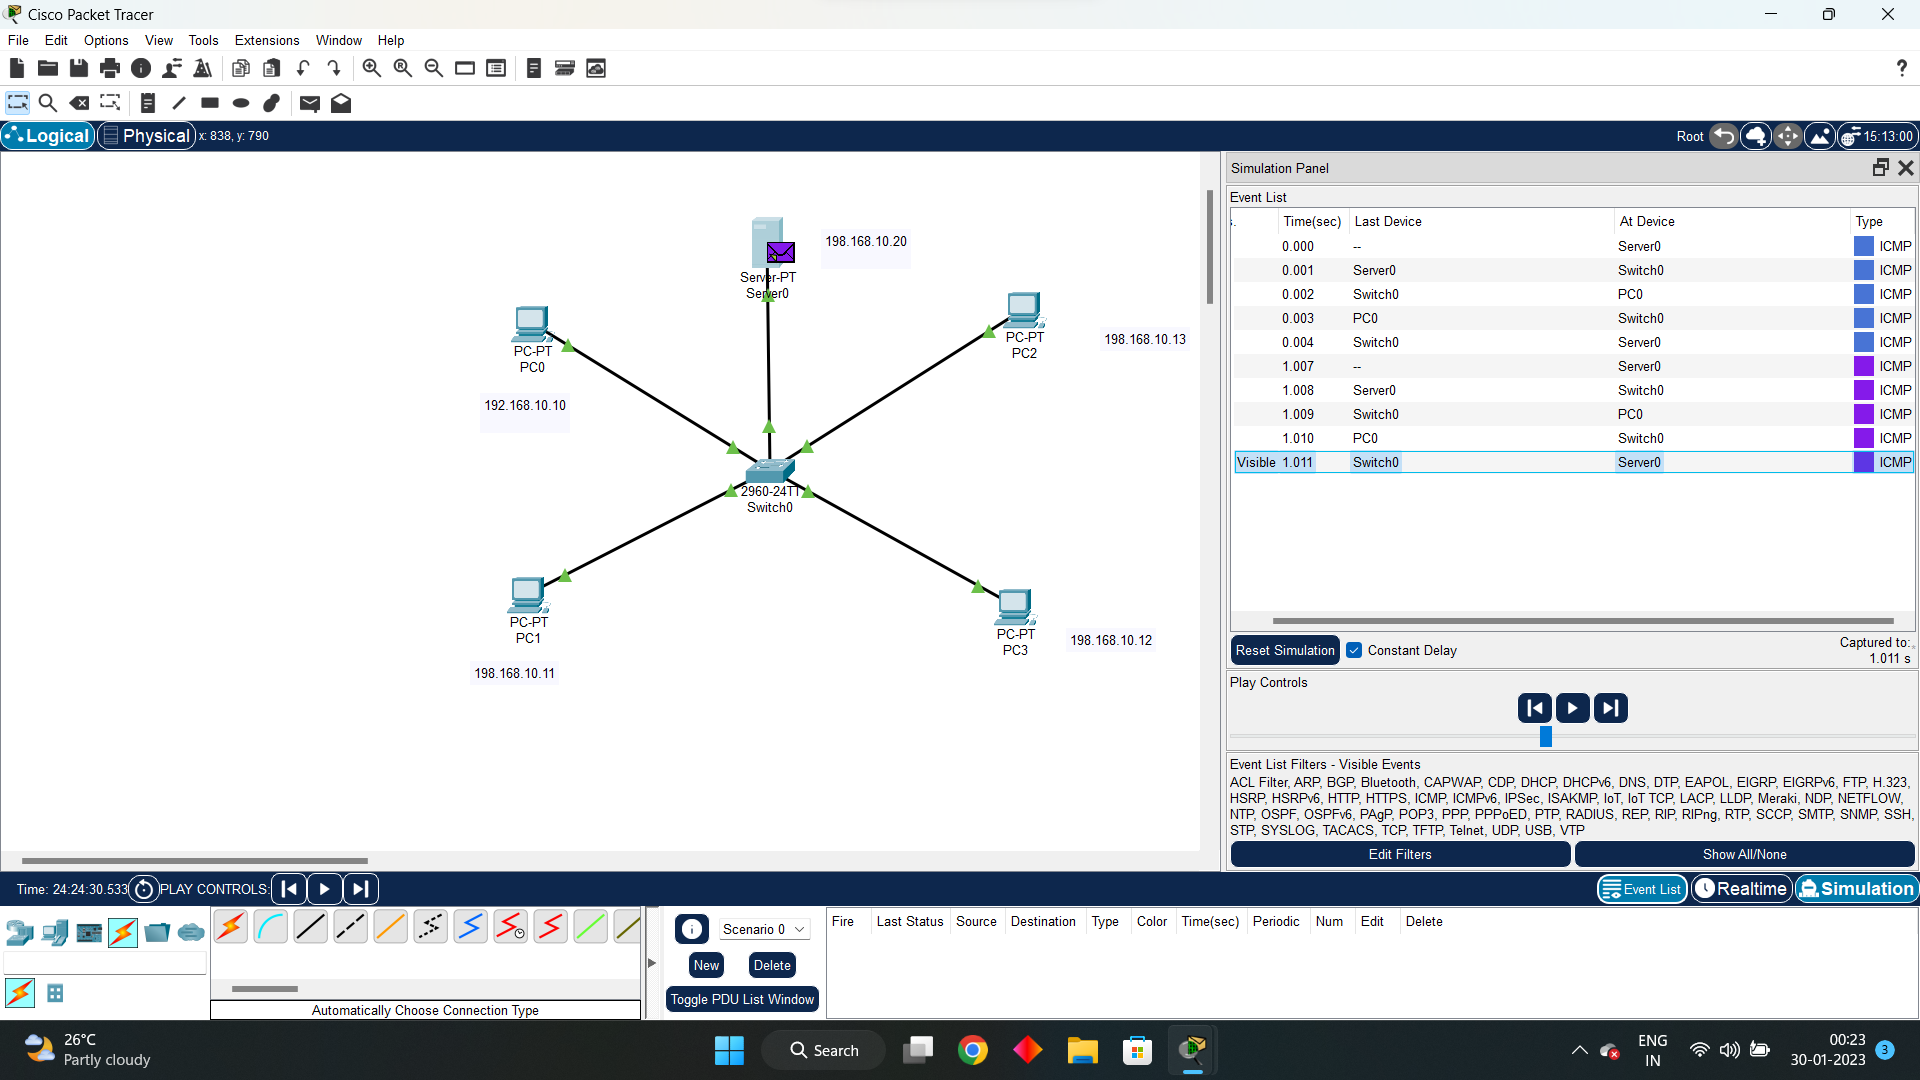 Cisco Packet Tracer
File Edit Options View Tools Extensions Window Help
Logical Physical x: 838, y: 790
Root 15:13:00
198.168.10.20
Server-PT
Server0
PC-PT
PC0
192.168.10.10
PC-PT
PC2
198.168.10.13
2960-24TT
Switch0
PC-PT
PC1
198.168.10.11
PC-PT
PC3
198.168.10.12
Simulation Panel
Event List
Time(sec) Last Device At Device Type
0.000 -- Server0 ICMP
0.001 Server0 Switch0 ICMP
0.002 Switch0 PC0 ICMP
0.003 PC0 Switch0 ICMP
0.004 Switch0 Server0 ICMP
1.007 -- Server0 ICMP
1.008 Server0 Switch0 ICMP
1.009 Switch0 PC0 ICMP
1.010 PC0 Switch0 ICMP
Visible 1.011 Switch0 Server0 ICMP
Reset Simulation Constant Delay Captured to:
1.011 s
Play Controls
Event List Filters - Visible Events
ACL Filter, ARP, BGP, Bluetooth, CAPWAP, CDP, DHCP, DHCPv6, DNS, DTP, EAPOL, EIGRP, EIGRPv6, FTP, H.323,
HSRP, HSRPv6, HTTP, HTTPS, ICMP, ICMPv6, IPSec, ISAKMP, IoT, IoT TCP, LACP, LLDP, Meraki, NDP, NETFLOW,
NTP, OSPF, OSPFv6, PAgP, POP3, PPP, PPPoED, PTP, RADIUS, REP, RIP, RIPng, RTP, SCCP, SMTP, SNMP, SSH,
STP, SYSLOG, TACACS, TCP, TFTP, Telnet, UDP, USB, VTP
Edit Filters Show All/None
Time: 24:24:30.533 PLAY CONTROLS: Event List Realtime Simulation
Scenario 0
New Delete
Toggle PDU List Window
Fire Last Status Source Destination Type Color Time(sec) Periodic Num Edit Delete
Automatically Choose Connection Type
26°C
Partly cloudy
Search
ENG
IN
00:23
30-01-2023
3